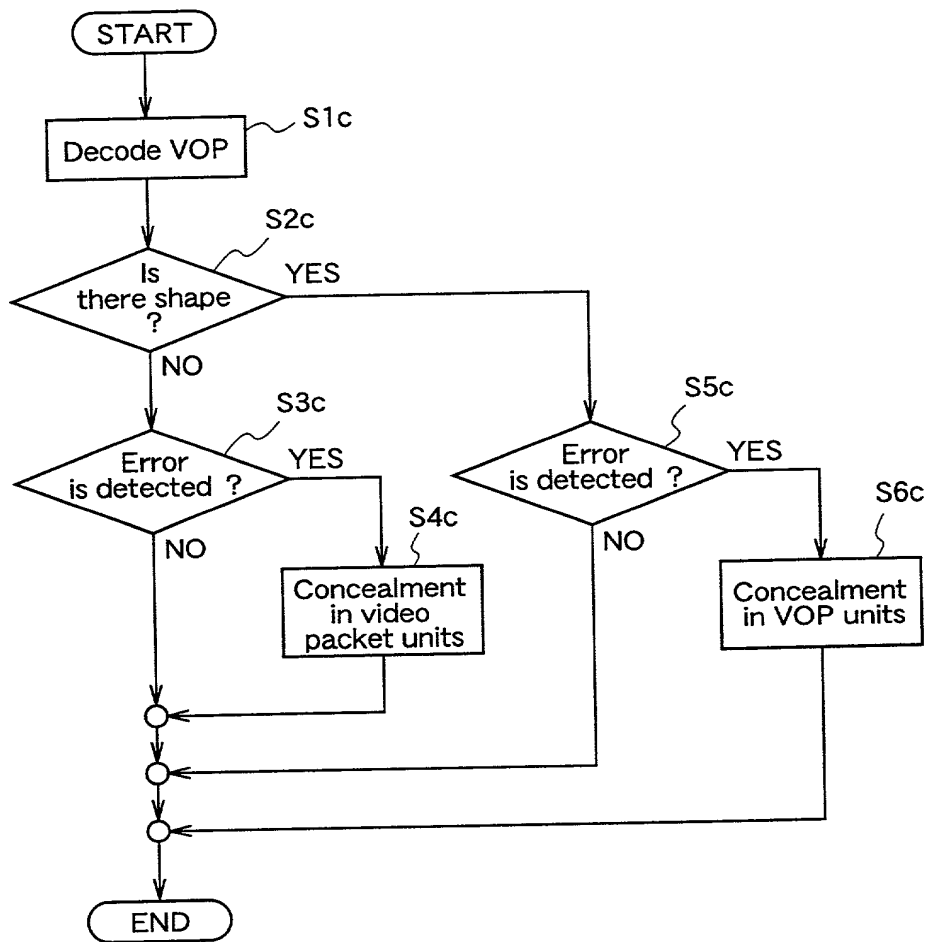 START
S1c
Decode VOP
S2c
Is
there shape
?
YES
NO
S3c
Error
is detected ?
YES
NO
S4c
Concealment
in video
packet units
S5c
Error
is detected ?
YES
NO
S6c
Concealment
in VOP units
END